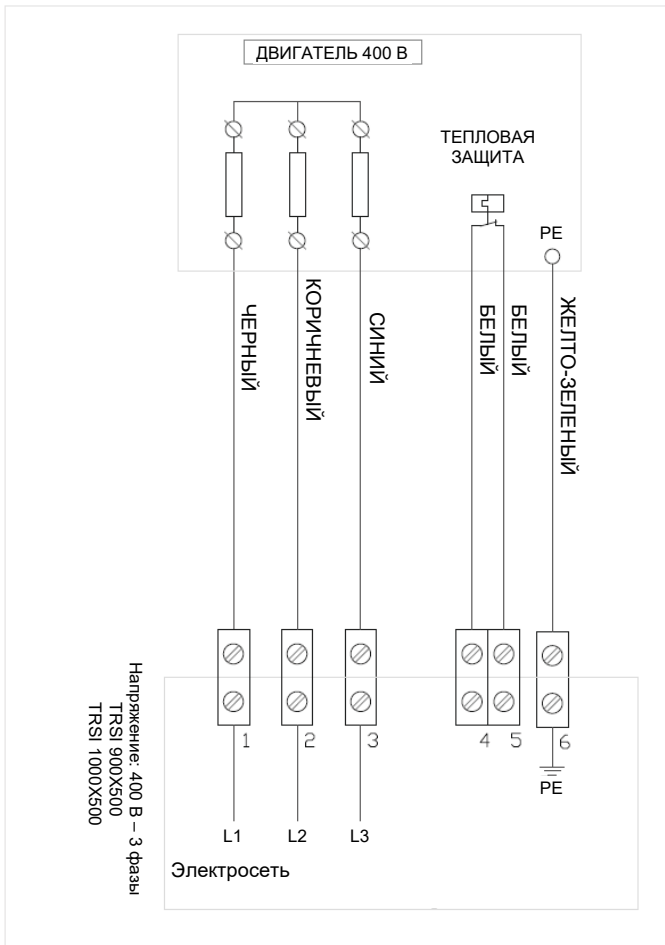 ДВИГАТЕЛЬ 400 В
ТЕПЛОВАЯ
ЗАЩИТА
PE
ЧЕРНЫЙ
КОРИЧНЕВЫЙ
СИНИЙ
БЕЛЫЙ
БЕЛЫЙ
ЖЕЛТО-ЗЕЛЕНЫЙ
1
2
3
4
5
6
PE
L1
L2
L3
Электросеть
Напряжение: 400 В – 3 фазы
TRSI 900X500
TRSI 1000X500